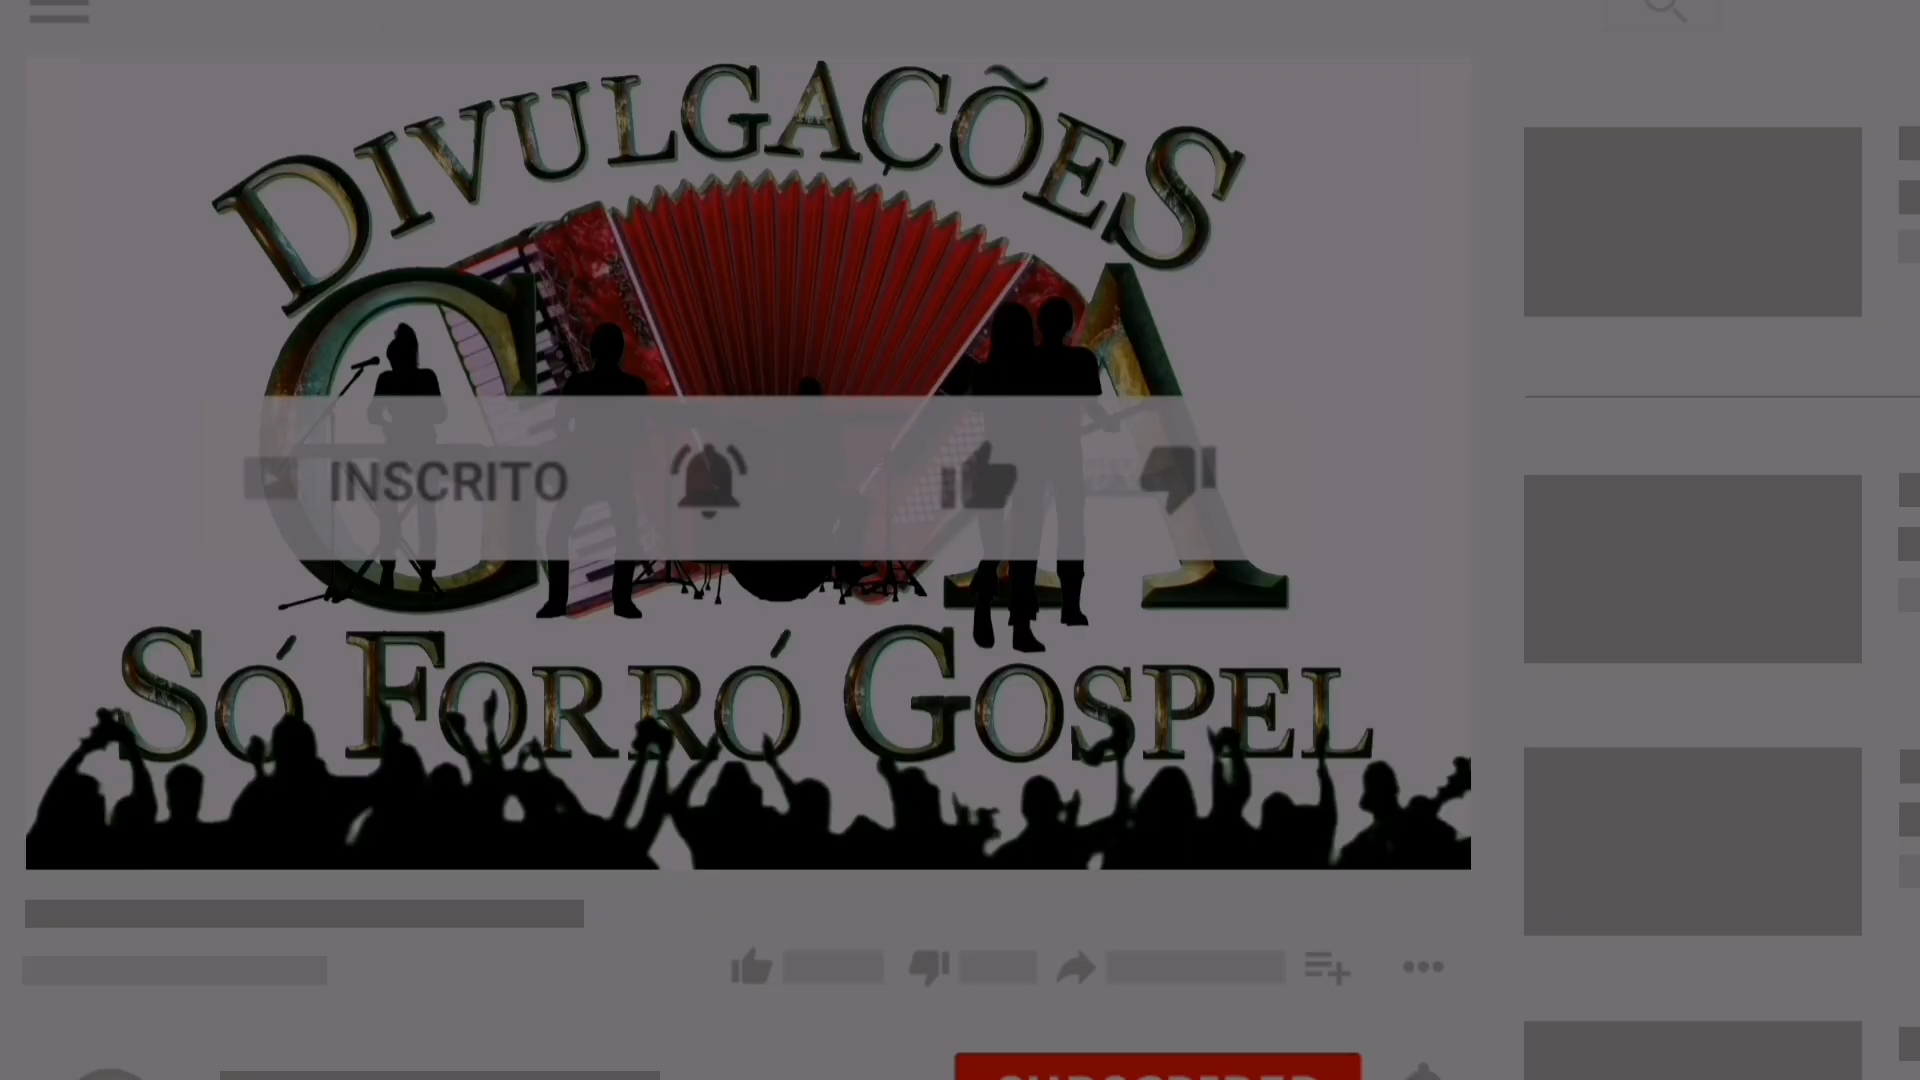 DIVULGAÇÕES
C A
INSCRITO
SÓ FORRÓ GOSPEL